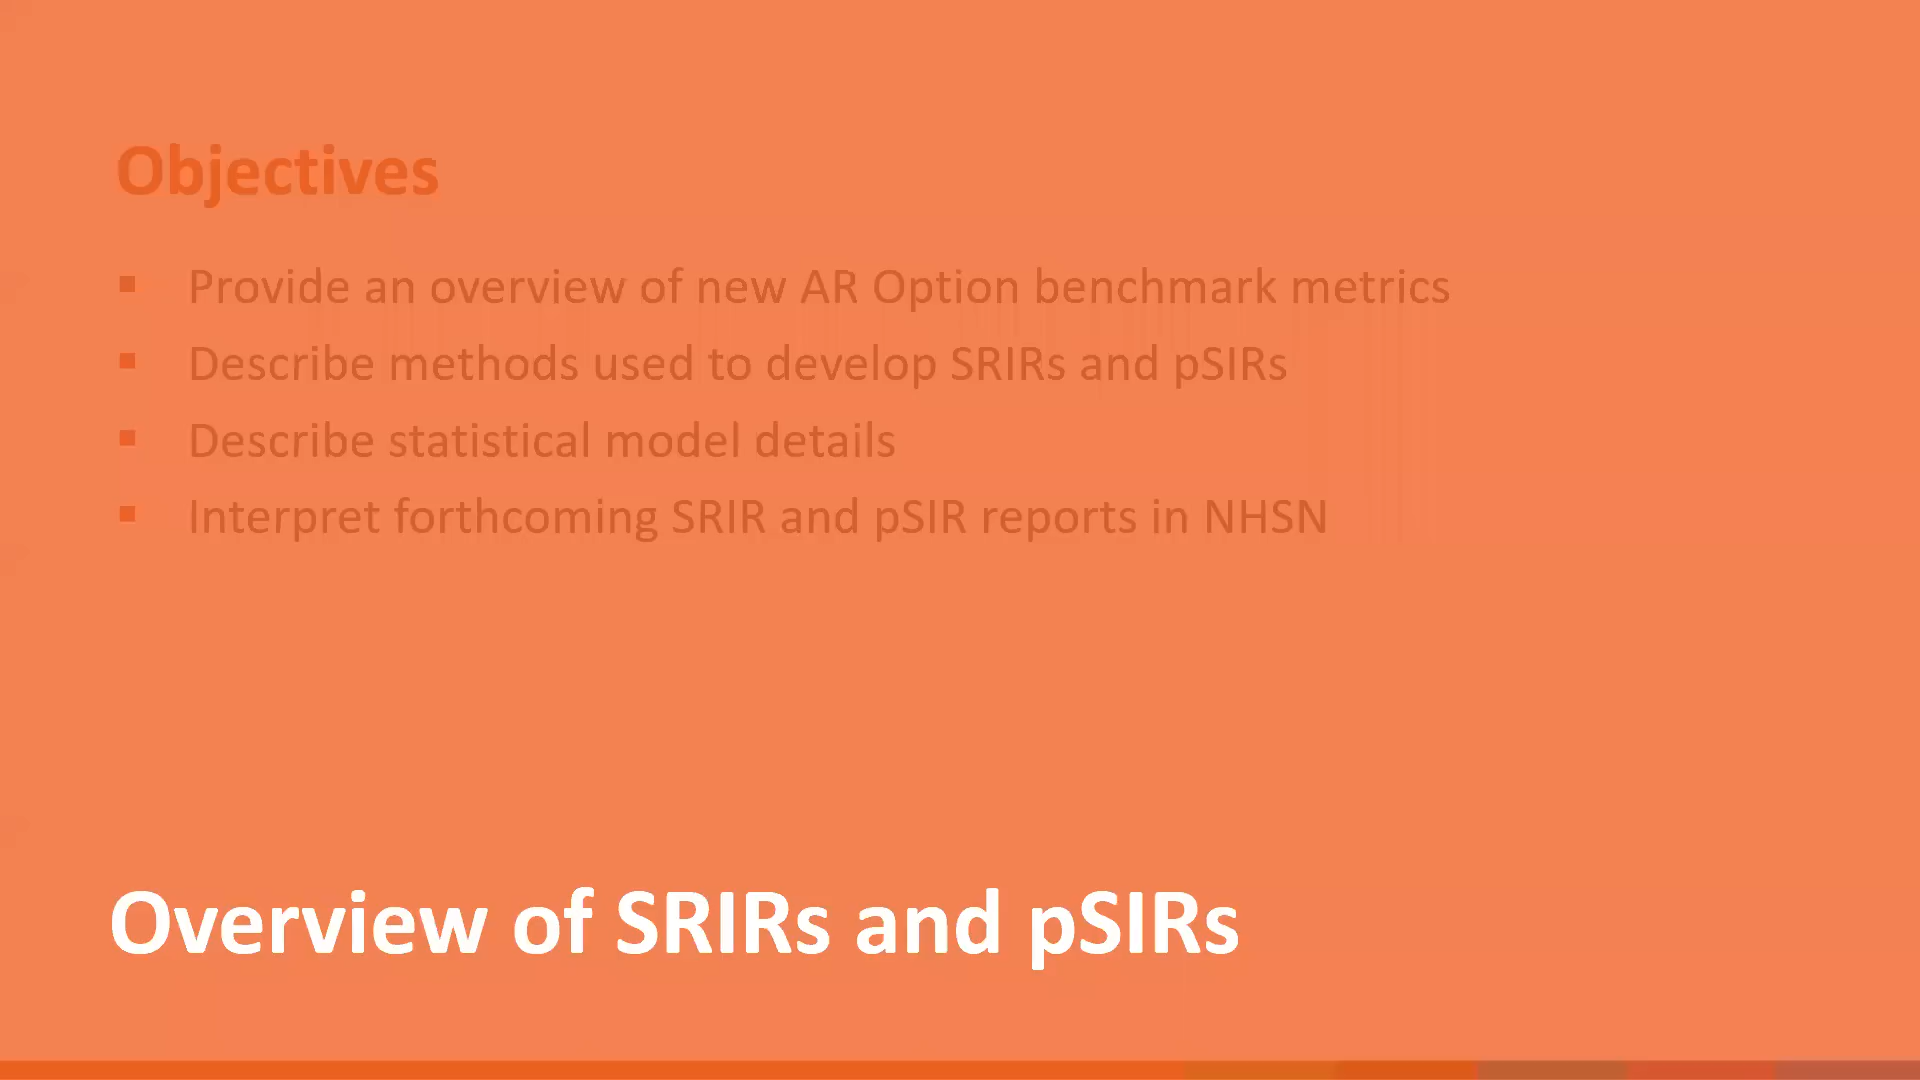 Objectives
▪ Provide an overview of new AR Option benchmark metrics
▪ Describe methods used to develop SRIRs and pSIRs
▪ Describe statistical model details
▪ Interpret forthcoming SRIR and pSIR reports in NHSN
Overview of SRIRs and pSIRs